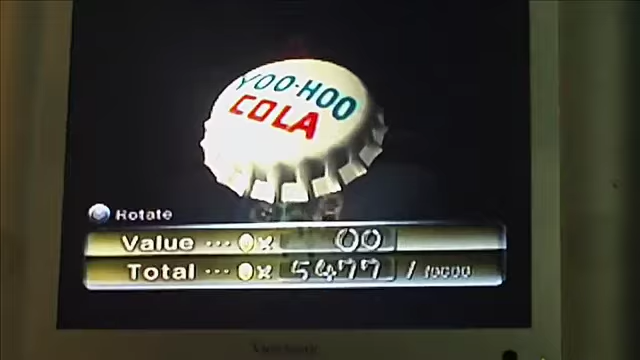 YOO-HOO
COLA
Rotate
Value ... x 00
Total ... x 5477 / 10000